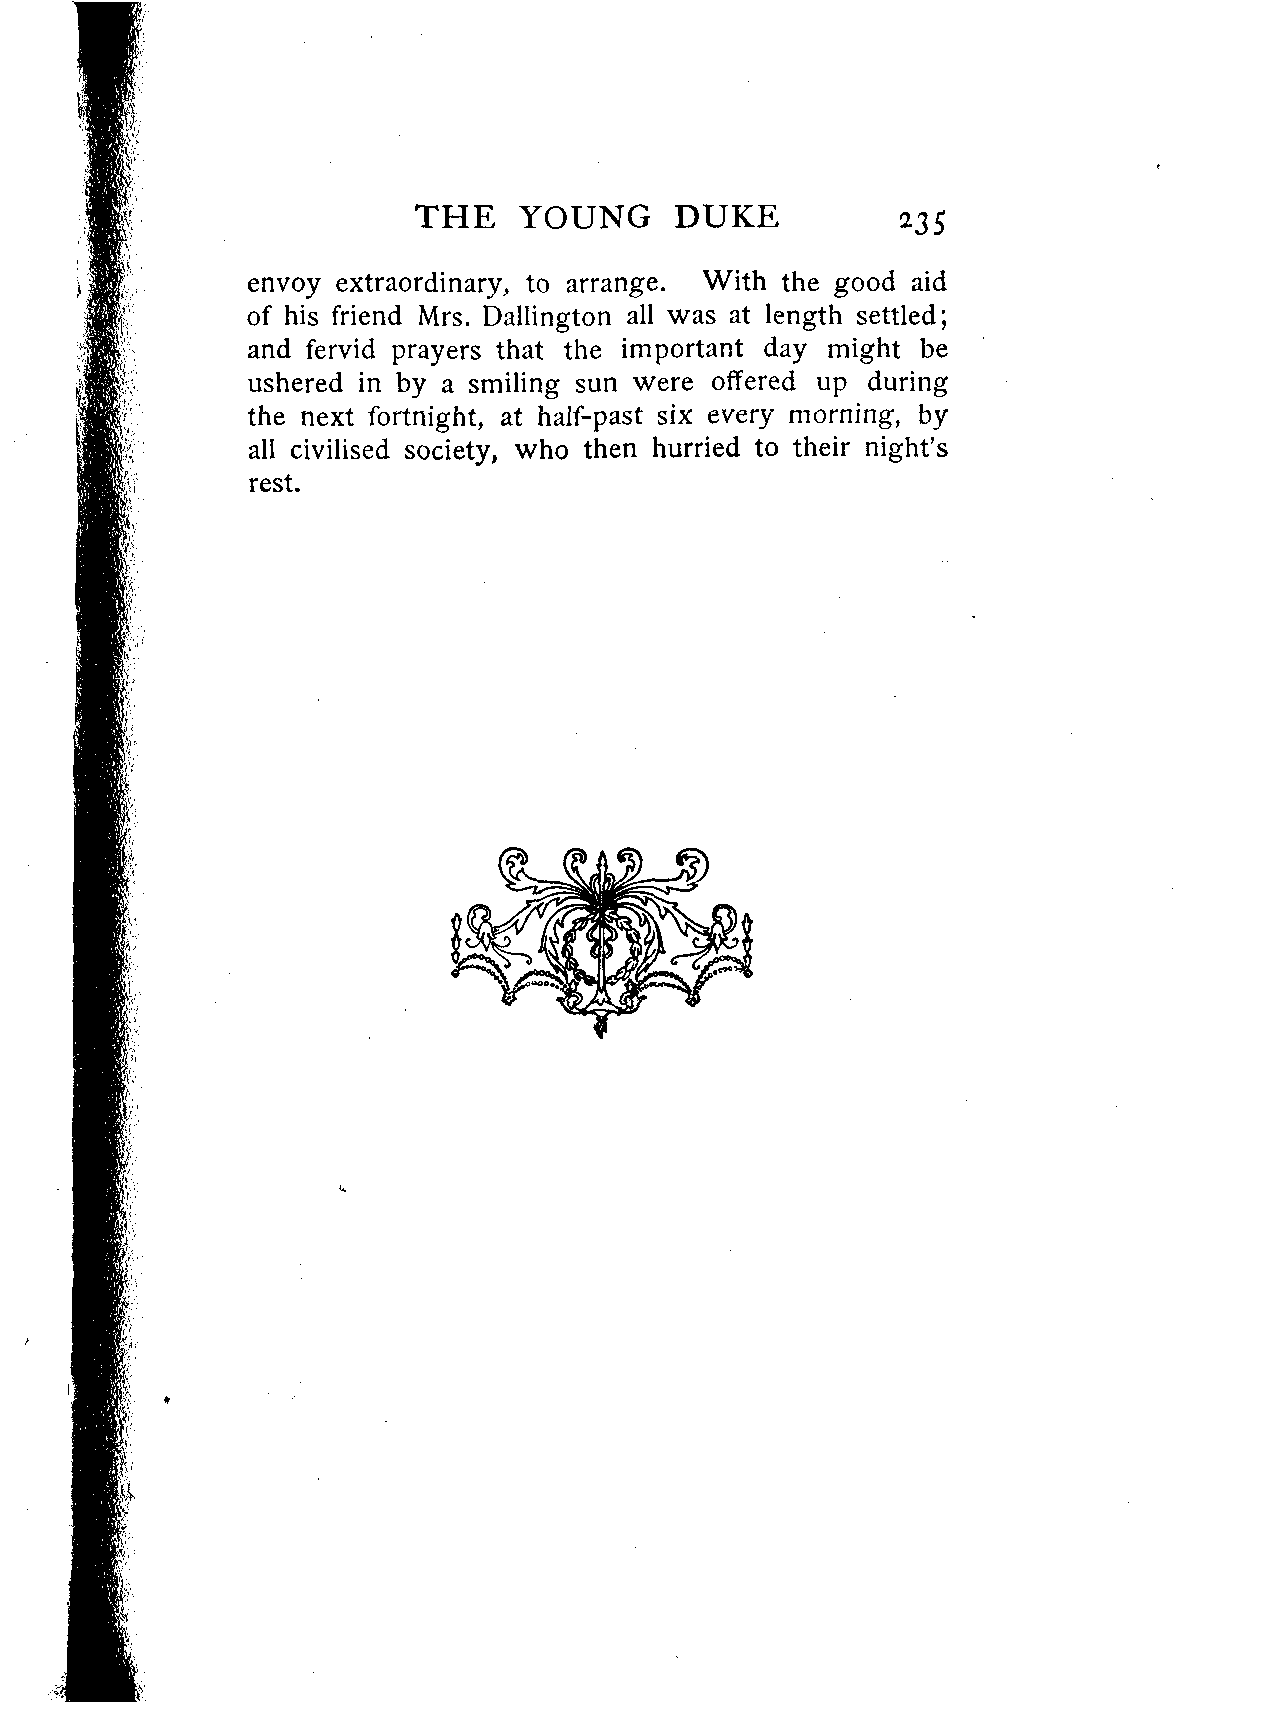 THE YOUNG DUKE 235
envoy extraordinary, to arrange. With the good aid
of his friend Mrs. Dallington all was at length settled;
and fervid prayers that the important day might be
ushered in by a smiling sun were offered up during
the next fortnight, at half-past six every morning, by
all civilised society, who then hurried to their night's
rest.